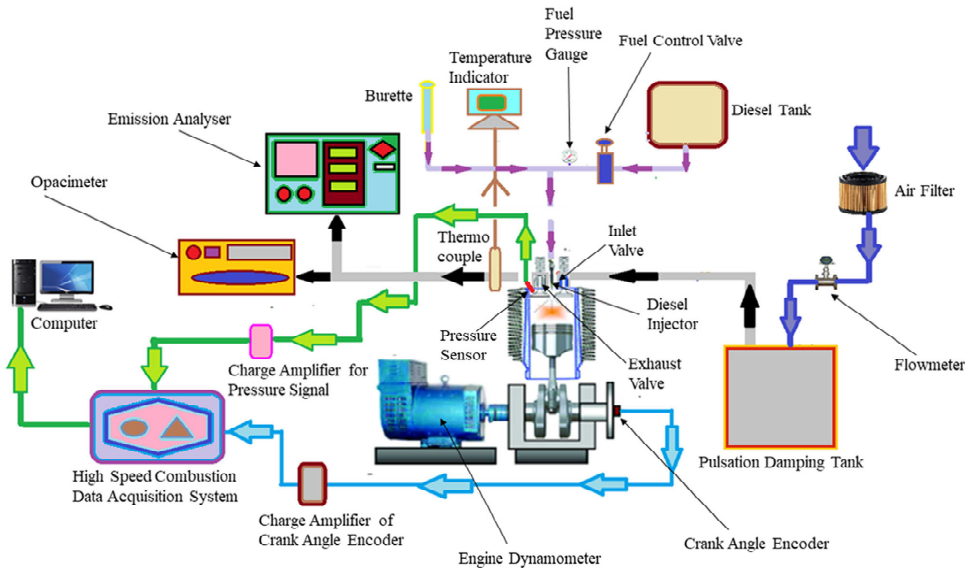 Fuel
Pressure
Gauge
Fuel Control Valve
Temperature
Indicator
Burette
Diesel Tank
Emission Analyser
Opacimeter
Air Filter
Thermo
couple
Inlet
Valve
Computer
Diesel
Injector
Pressure
Sensor
Exhaust
Valve
Flowmeter
Charge Amplifier for
Pressure Signal
Pulsation Damping Tank
High Speed Combustion
Data Acquisition System
Charge Amplifier of
Crank Angle Encoder
Engine Dynamometer
Crank Angle Encoder